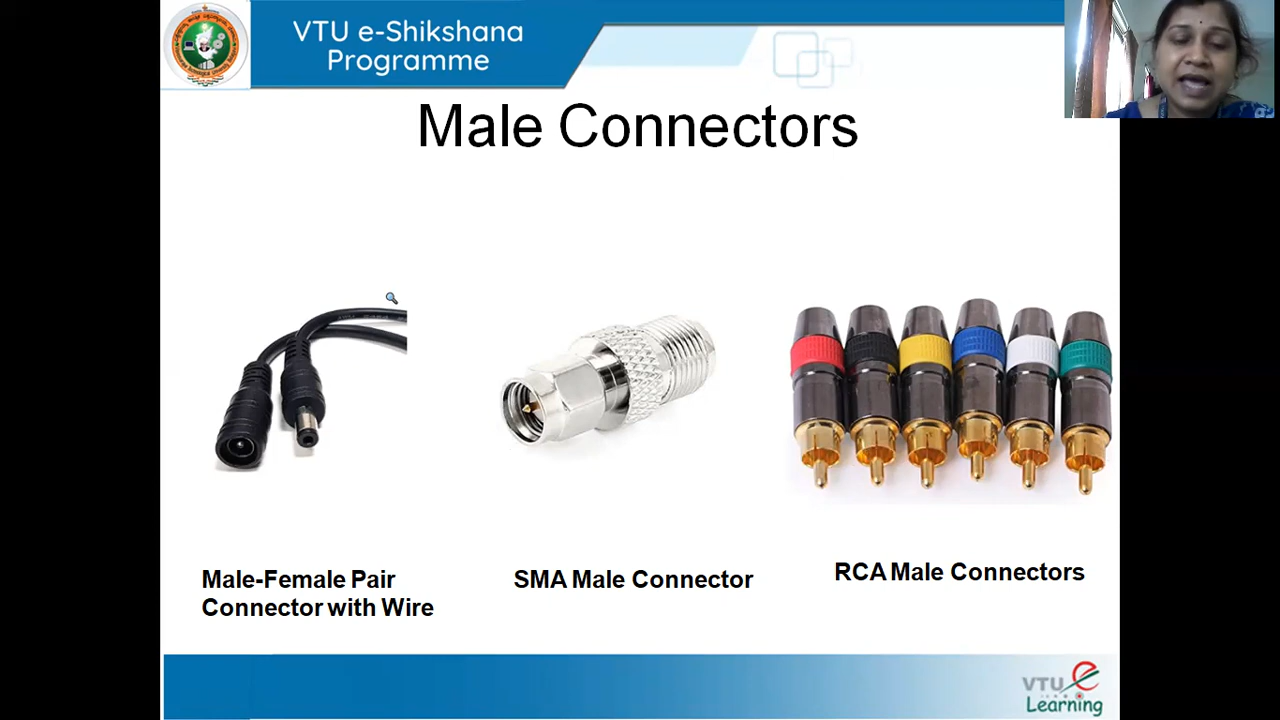 VTU e-Shikshana
Programme
Male Connectors
Male-Female Pair
Connector with Wire
SMA Male Connector
RCA Male Connectors
VTU e
Learning